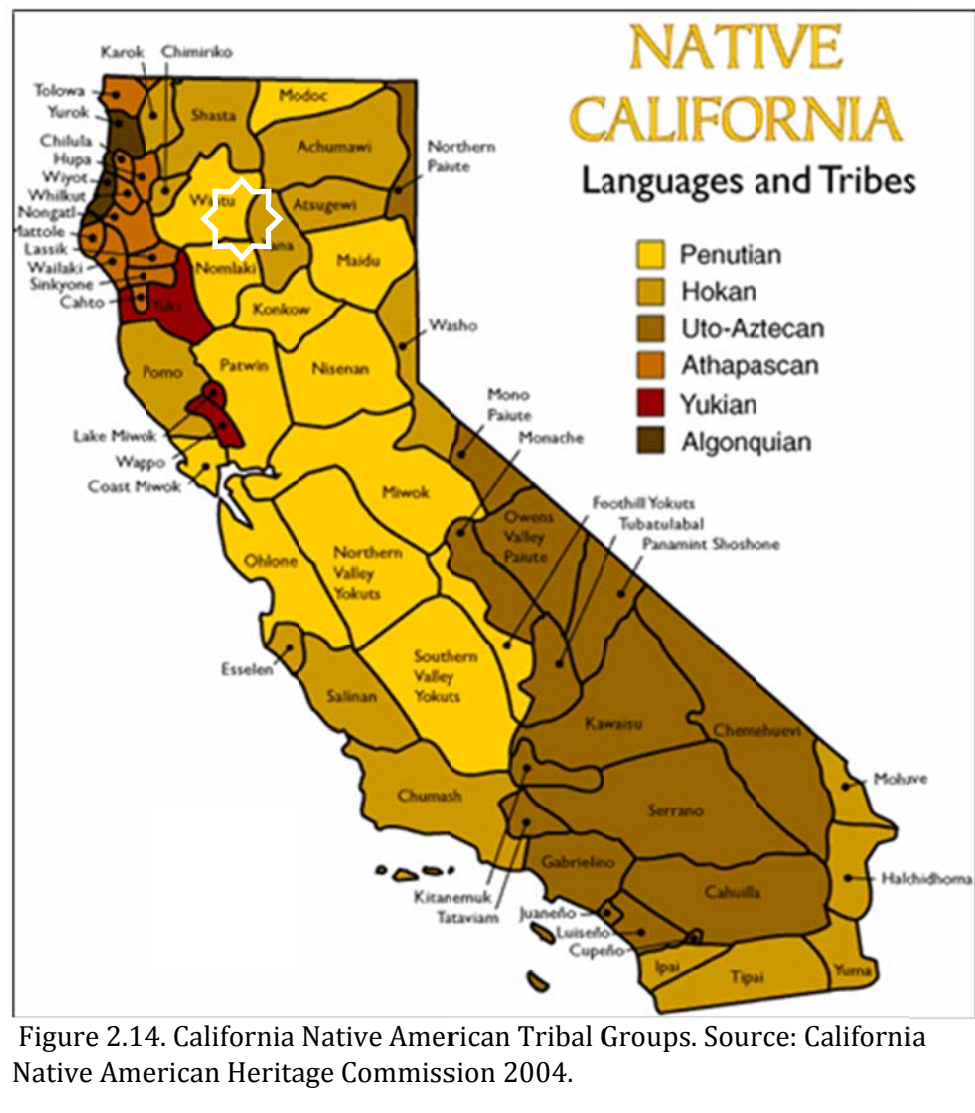 NATIVE
CALIFORNIA
Languages and Tribes
Penutian
Hokan
Uto-Aztecan
Athapascan
Yukian
Algonquian
Karok
Chimiriko
Tolowa
Yurok
Chilula
Hupa
Wiyot
Whilkut
Nongatl
Mattole
Lassik
Wailaki
Sinkyone
Cahto
Shasta
Modoc
Achumawi
Northern
Paiute
Atsugewi
Nomlaki
Maidu
Konkow
Yuki
Washo
Pomo
Patwin
Nisenan
Lake Miwok
Wappo
Coast Miwok
Mono
Paiute
Monache
Miwok
Foothill Yokuts
Tubatulabal
Panamint Shoshone
Owens
Valley
Paiute
Ohlone
Northern
Valley
Yokuts
Esselen
Salinan
Southern
Valley
Yokuts
Kawaisu
Chemehuevi
Mohave
Chumash
Serrano
Gabrielino
Cahuilla
Halchidhoma
Kitanemuk
Tataviam
Juaneño
Luiseño
Cupeño
Ipai
Tipai
Yuma
Figure 2.14. California Native American Tribal Groups. Source: California
Native American Heritage Commission 2004.